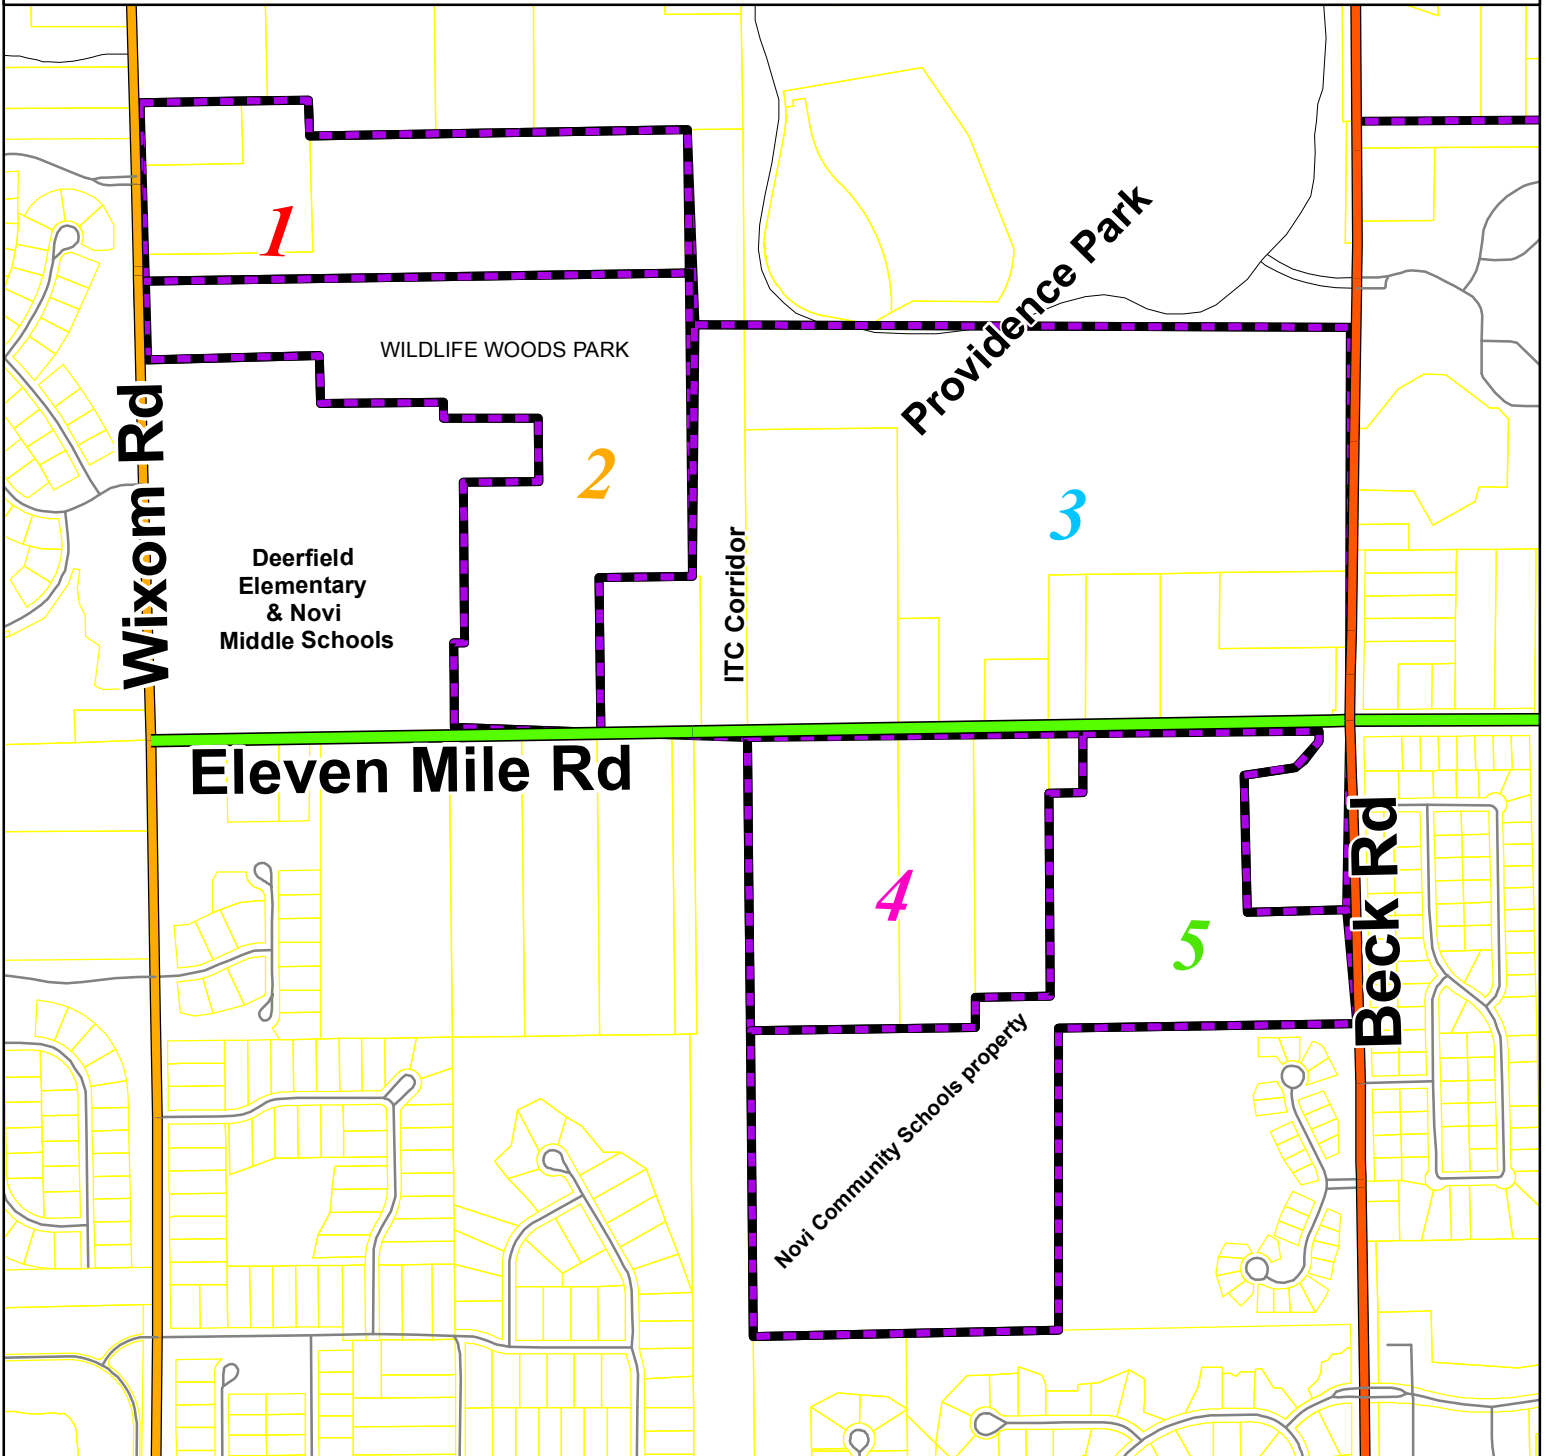 1
Providence Park
WILDLIFE WOODS PARK
Wixom Rd
2
3
Deerfield
Elementary
& Novi
Middle Schools
ITC Corridor
Eleven Mile Rd
4
5
Beck Rd
Novi Community Schools property